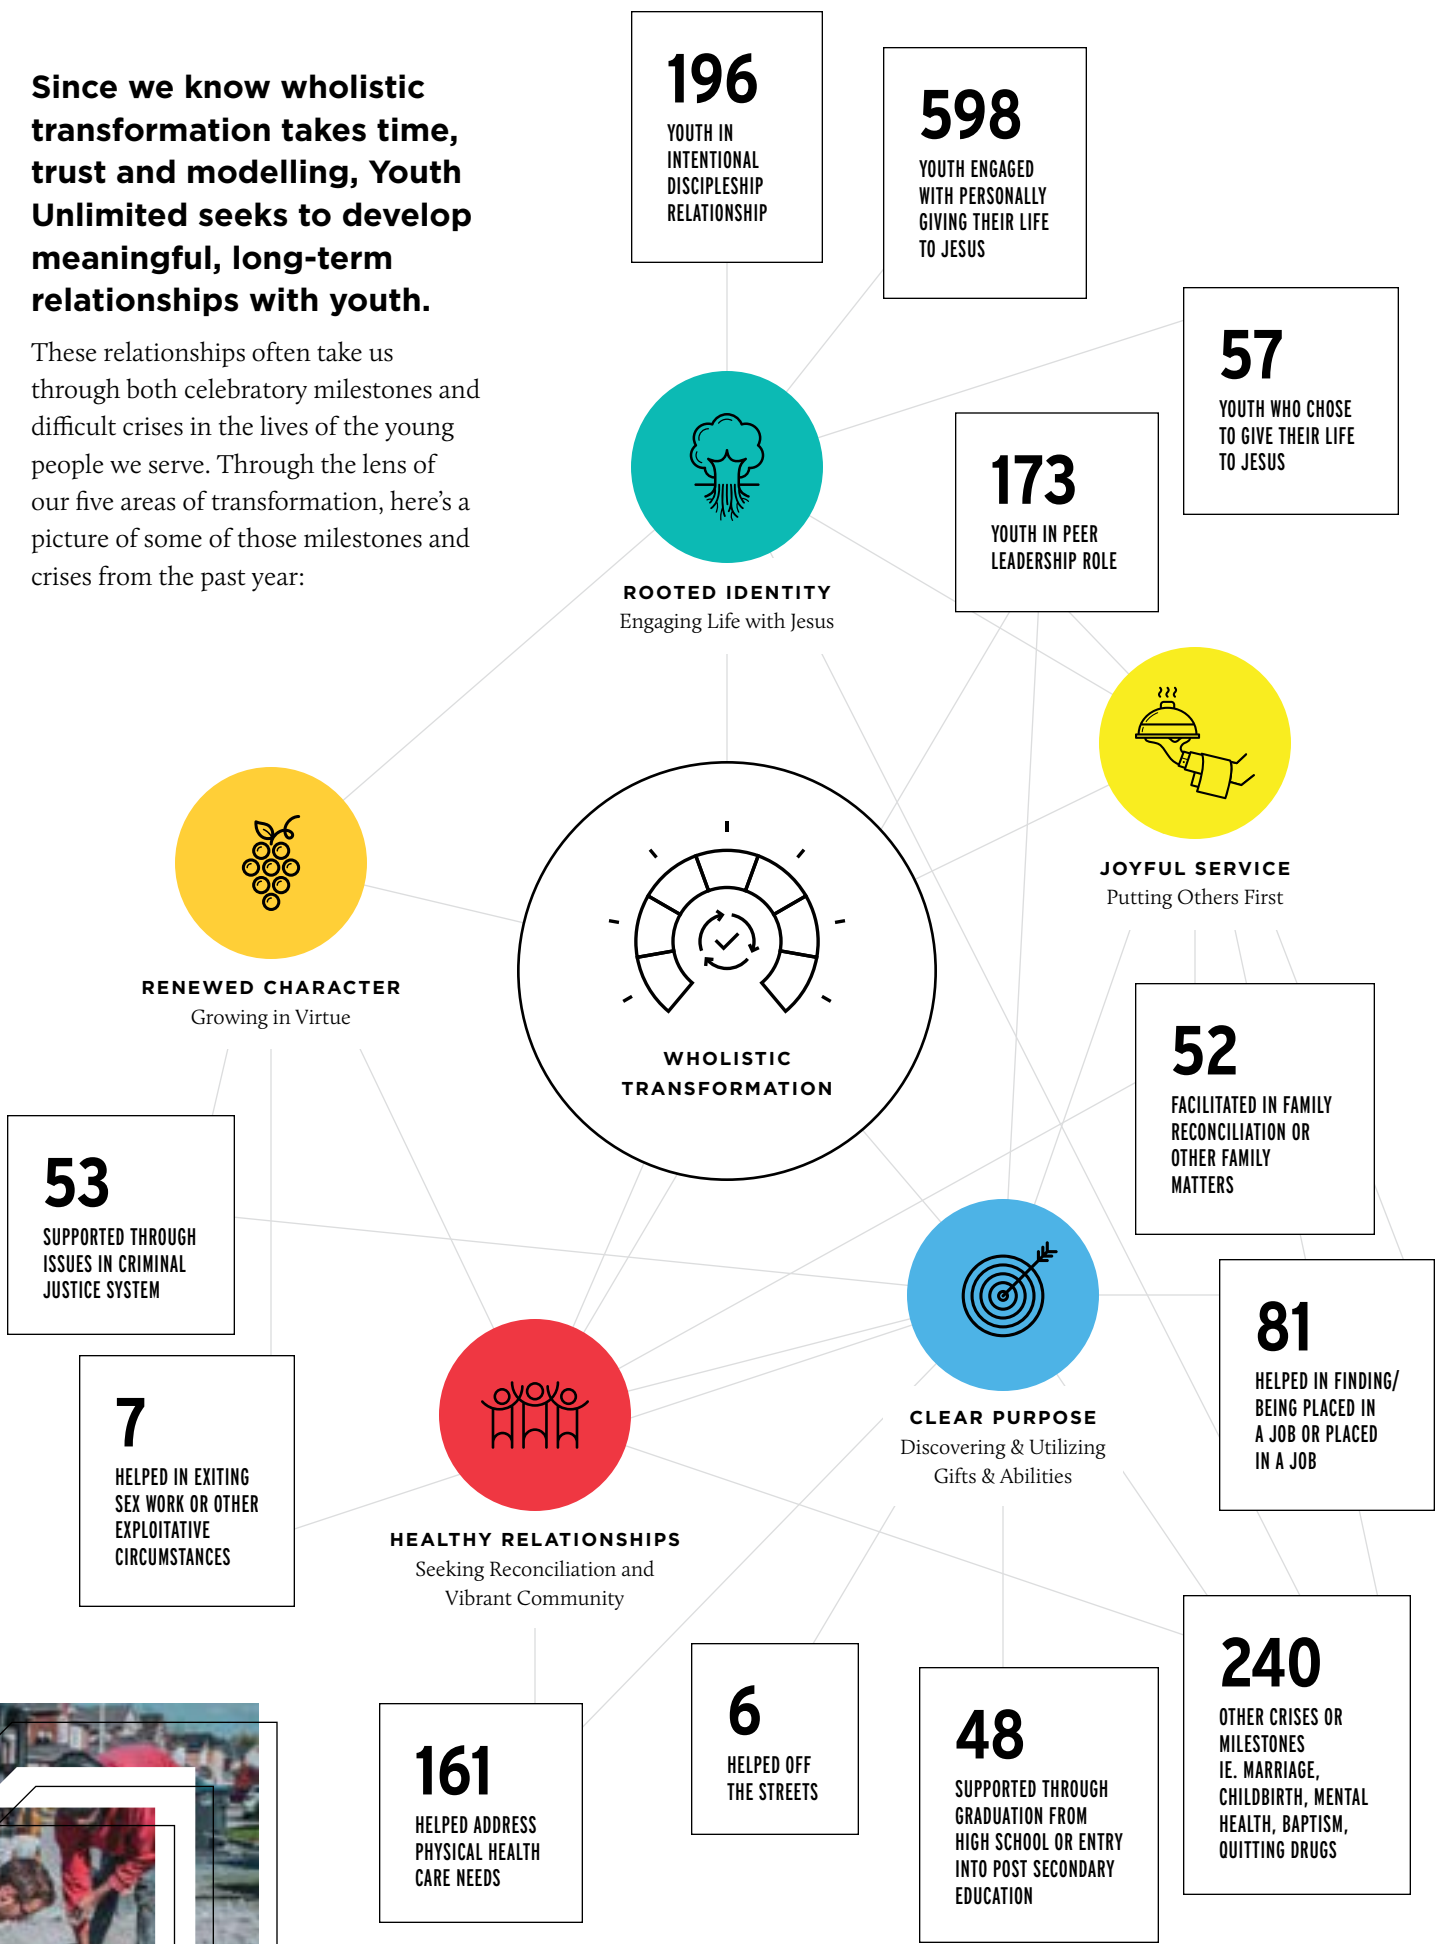 Since we know wholistic
transformation takes time,
trust and modelling, Youth
Unlimited seeks to develop
meaningful, long-term
relationships with youth.
These relationships often take us
through both celebratory milestones and
difficult crises in the lives of the young
people we serve. Through the lens of
our five areas of transformation, here's a
picture of some of those milestones and
crises from the past year:
196
YOUTH IN
INTENTIONAL
DISCIPLESHIP
RELATIONSHIP
598
YOUTH ENGAGED
WITH PERSONALLY
GIVING THEIR LIFE
TO JESUS
57
YOUTH WHO CHOSE
TO GIVE THEIR LIFE
TO JESUS
173
YOUTH IN PEER
LEADERSHIP ROLE
ROOTED IDENTITY
Engaging Life with Jesus
JOYFUL SERVICE
Putting Others First
RENEWED CHARACTER
Growing in Virtue
WHOLISTIC
TRANSFORMATION
52
FACILITATED IN FAMILY
RECONCILIATION OR
OTHER FAMILY
MATTERS
53
SUPPORTED THROUGH
ISSUES IN CRIMINAL
JUSTICE SYSTEM
81
HELPED IN FINDING/
BEING PLACED IN
A JOB OR PLACED
IN A JOB
7
HELPED IN EXITING
SEX WORK OR OTHER
EXPLOITATIVE
CIRCUMSTANCES
CLEAR PURPOSE
Discovering & Utilizing
Gifts & Abilities
HEALTHY RELATIONSHIPS
Seeking Reconciliation and
Vibrant Community
161
HELPED ADDRESS
PHYSICAL HEALTH
CARE NEEDS
6
HELPED OFF
THE STREETS
48
SUPPORTED THROUGH
GRADUATION FROM
HIGH SCHOOL OR ENTRY
INTO POST SECONDARY
EDUCATION
240
OTHER CRISES OR
MILESTONES
IE. MARRIAGE,
CHILDBIRTH, MENTAL
HEALTH, BAPTISM,
QUITTING DRUGS